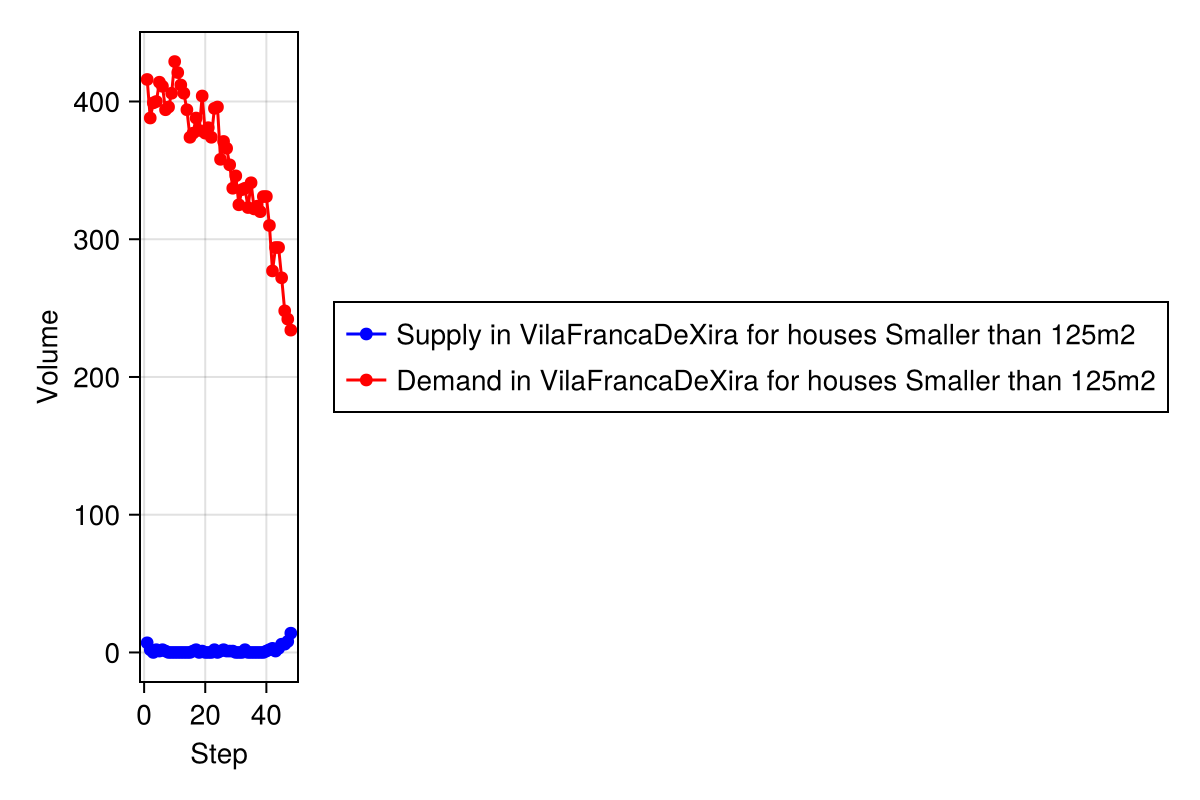 Volume
400
300
200
100
0
0 20 40
Step
Supply in VilaFrancaDeXira for houses Smaller than 125m2
Demand in VilaFrancaDeXira for houses Smaller than 125m2